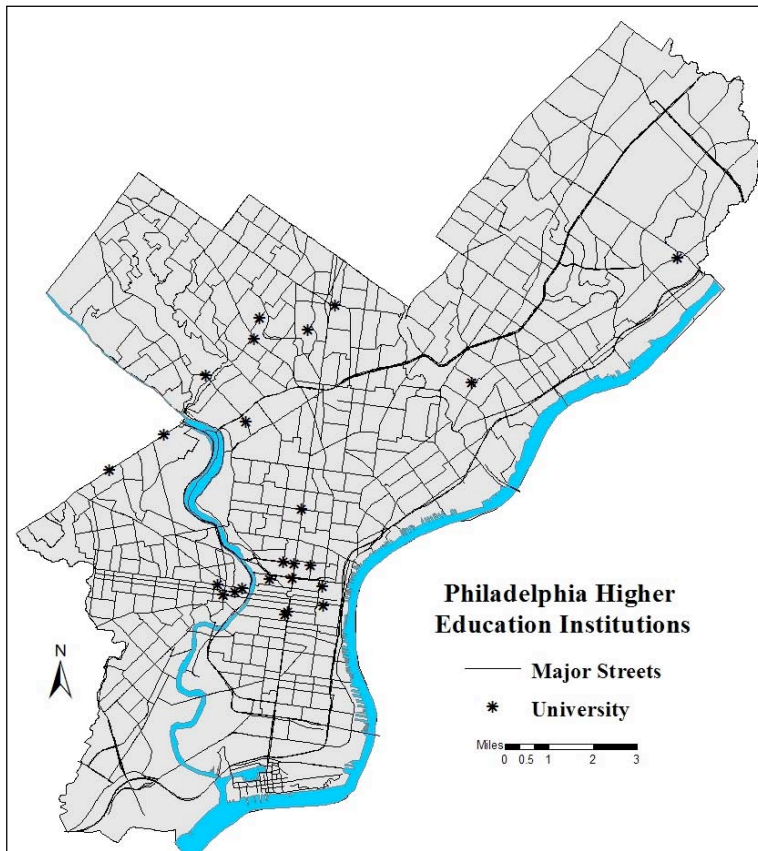 Philadelphia Higher
Education Institutions
N
Major Streets
University
Miles
0 0.5 1 2 3